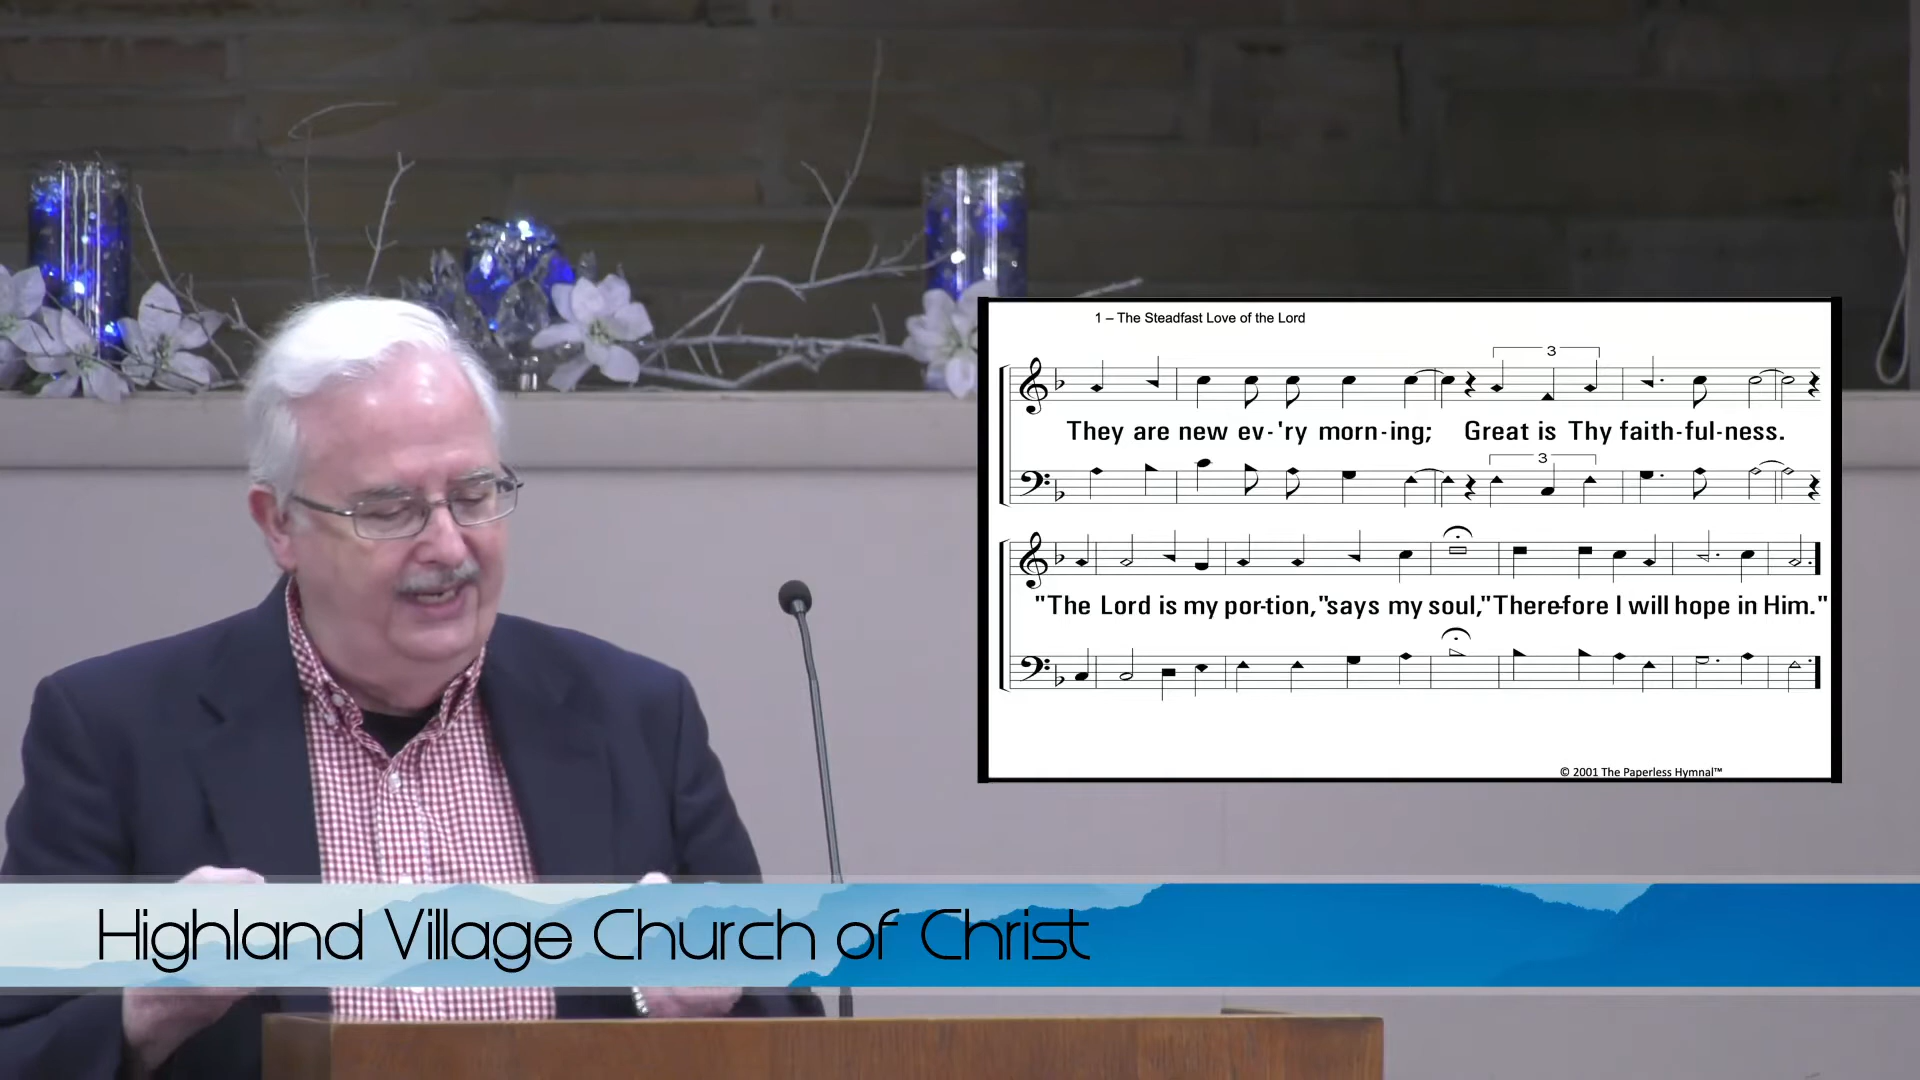 1 – The Steadfast Love of the Lord
3
They are new ev-'ry morn-ing; Great is Thy faith-ful-ness.
3
"The Lord is my por-tion,"says my soul,"There-fore I will hope in Him."
© 2001 The Paperless Hymnal™
Highland Village Church of Christ